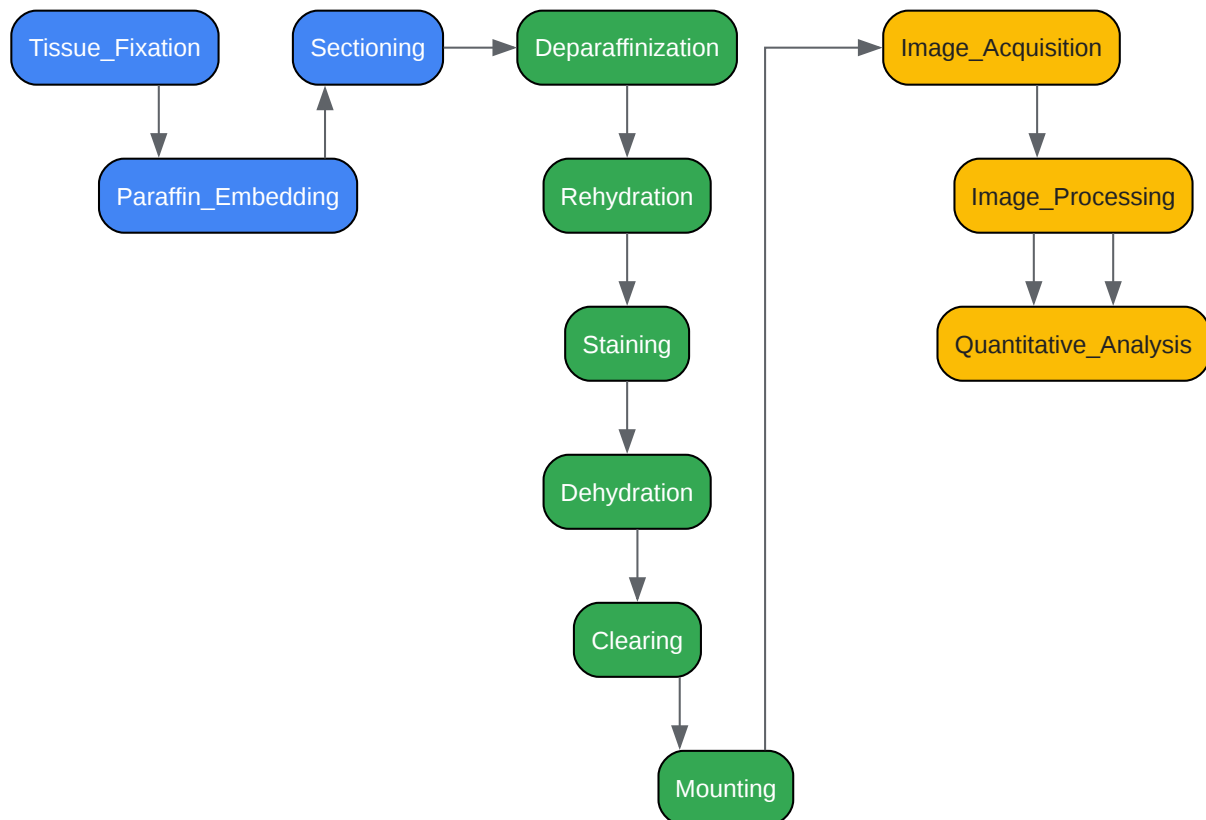 Tissue_Fixation
Paraffin_Embedding
Sectioning
Deparaffinization
Rehydration
Staining
Dehydration
Clearing
Mounting
Image_Acquisition
Image_Processing
Quantitative_Analysis